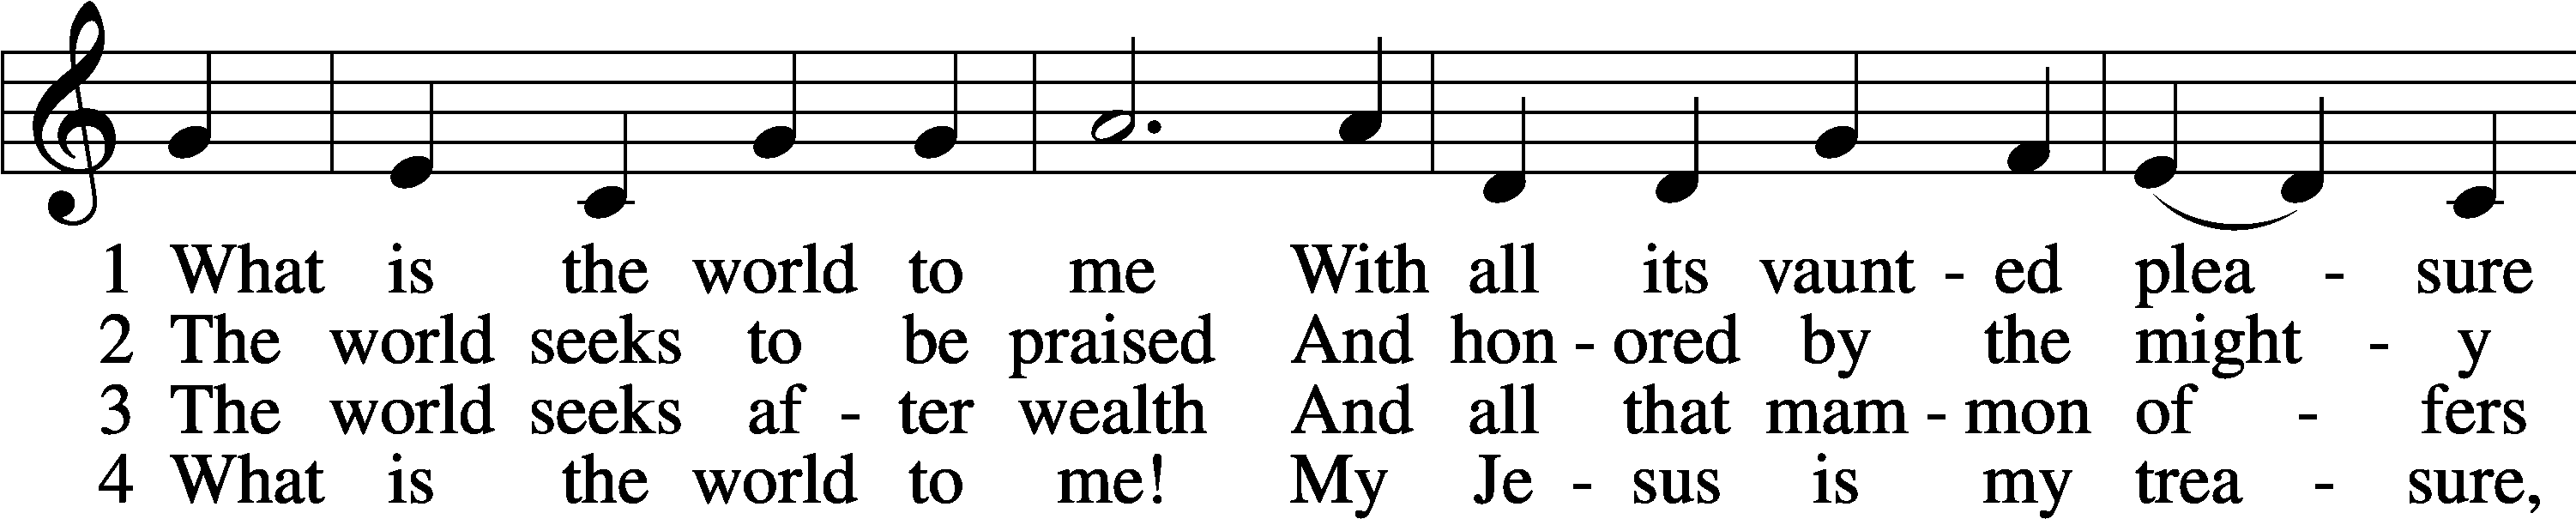 1 What is the world to me With all its vaunt - ed plea - sure
2 The world seeks to be praised And hon - ored by the might - y
3 The world seeks af - ter wealth And all that mam - mon of - fers
4 What is the world to me! My Je - sus is my trea - sure,